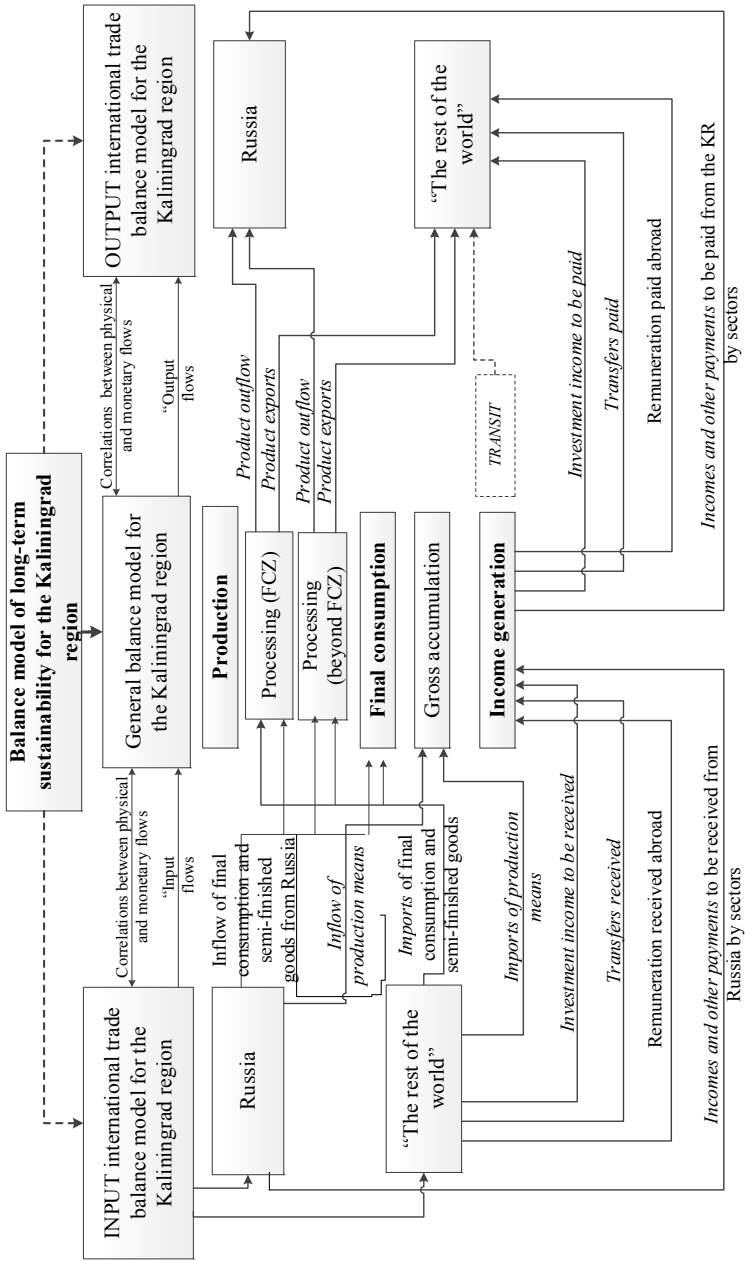 Balance model of long-term
sustainability for the Kaliningrad
region
INPUT international trade
balance model for the
Kaliningrad region
Correlations between physical
and monetary flows
“Input
flows
General balance model for
the Kaliningrad region
Correlations between physical
and monetary flows
“Output
flows
OUTPUT international trade
balance model for the
Kaliningrad region
Russia
Inflow of final
consumption and
semi-finished
goods from Russia
Inflow of
production means
“The rest of the
world”
Imports of final
consumption and
semi-finished goods
Imports of production
means
Investment income to be received
Transfers received
Remuneration received abroad
Incomes and other payments to be received from
Russia by sectors
Production
Processing (FCZ)
Processing
(beyond FCZ)
Final consumption
Gross accumulation
Income generation
Product outflow
Product exports
Product outflow
Product exports
TRANSIT
Russia
“The rest of the
world”
Investment income to be paid
Transfers paid
Remuneration paid abroad
Incomes and other payments to be paid from the KR
by sectors